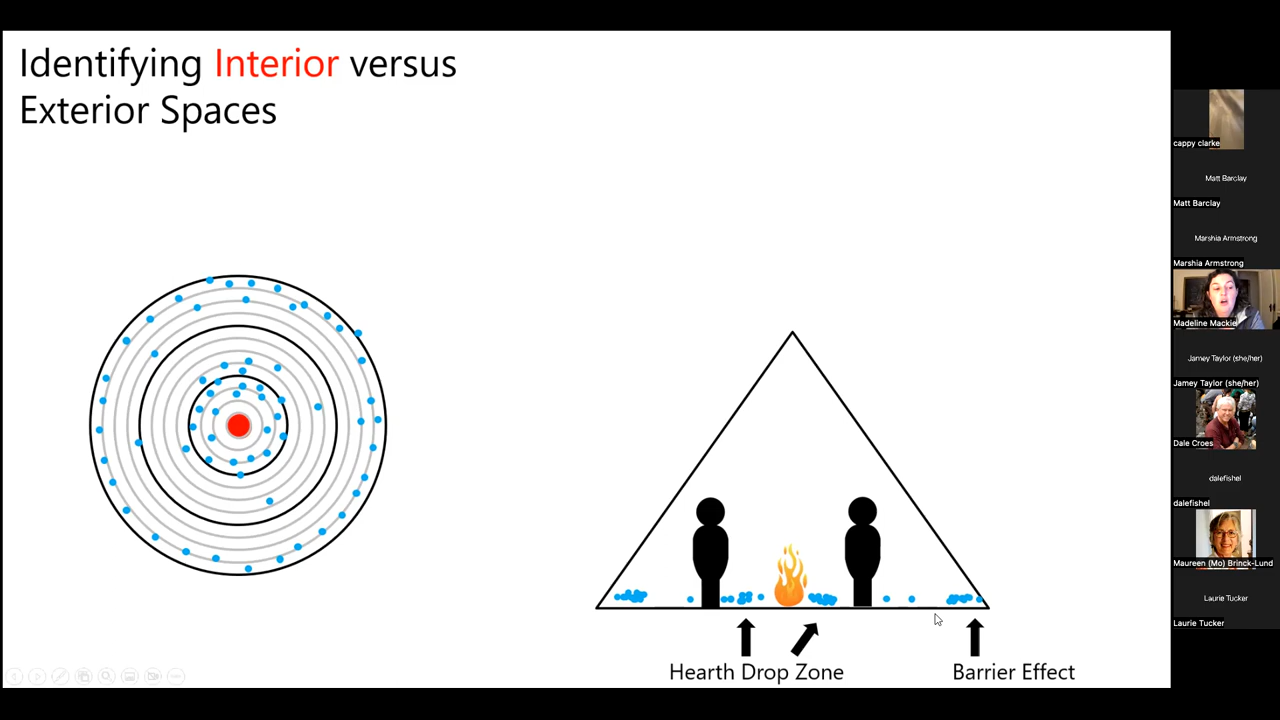 Identifying Interior versus
Exterior Spaces
Hearth Drop Zone
Barrier Effect
cappy clarke
Matt Barclay
Matt Barclay
Marshia Armstrong
Marshia Armstrong
Madeline Mackie
Jamey Taylor (she/her)
Jamey Taylor (she/her)
Dale Croes
dalefishel
dalefishel
Maureen (Mo) Brinck-Lund
Laurie Tucker
Laurie Tucker